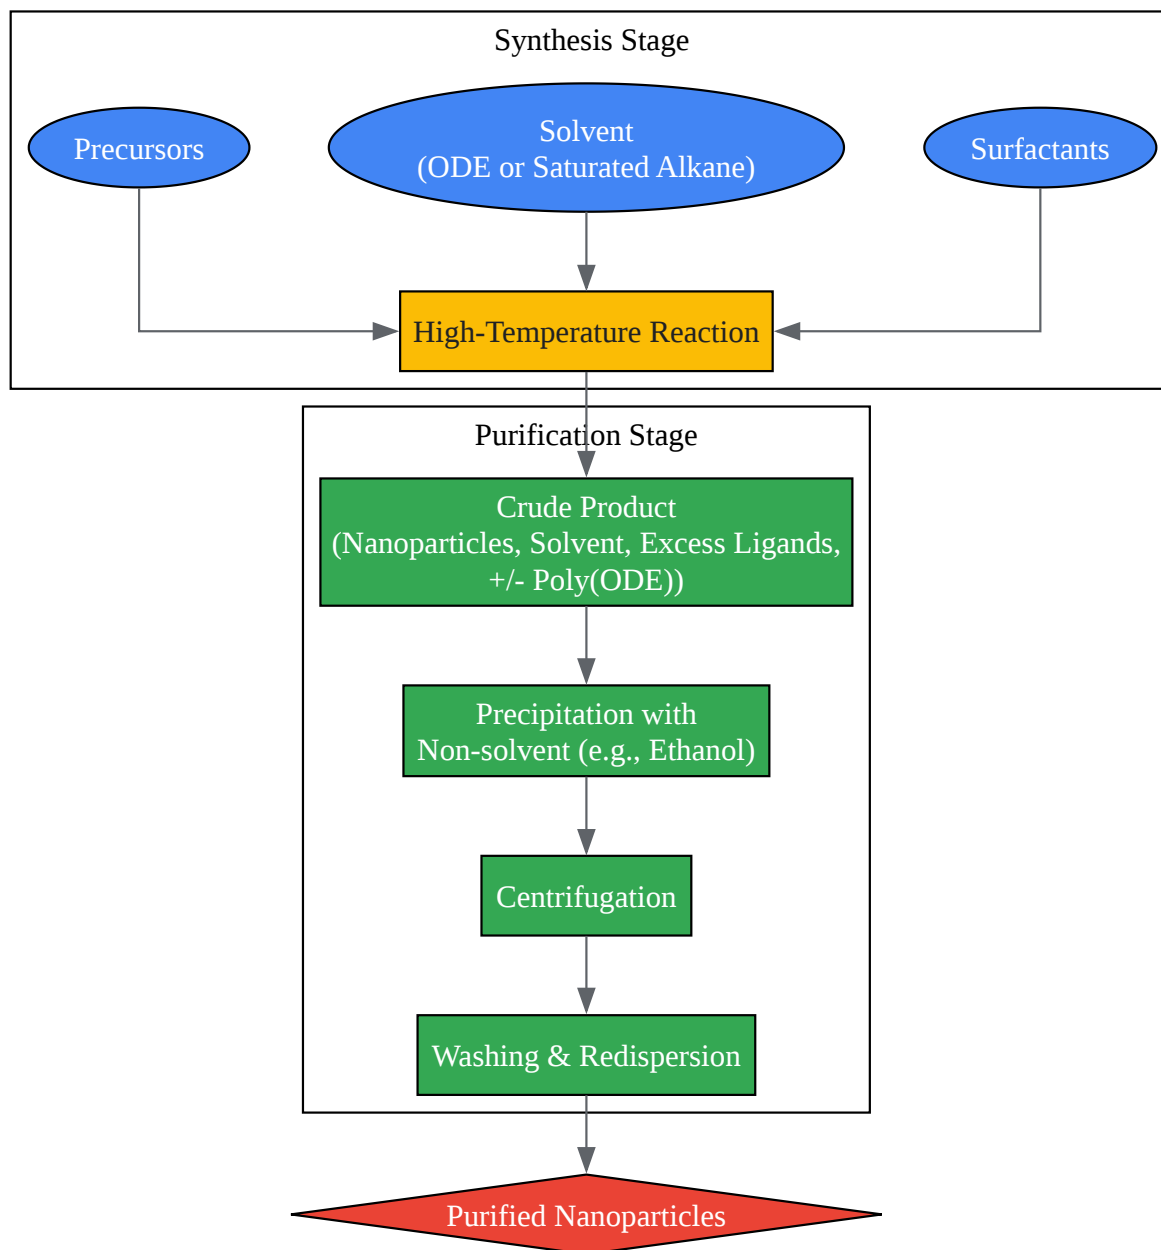 Synthesis Stage
Precursors
Solvent
(ODE or Saturated Alkane)
Surfactants
High-Temperature Reaction
Purification Stage
Crude Product
(Nanoparticles, Solvent, Excess Ligands,
+/- Poly(ODE))
Precipitation with
Non-solvent (e.g., Ethanol)
Centrifugation
Washing & Redispersion
Purified Nanoparticles